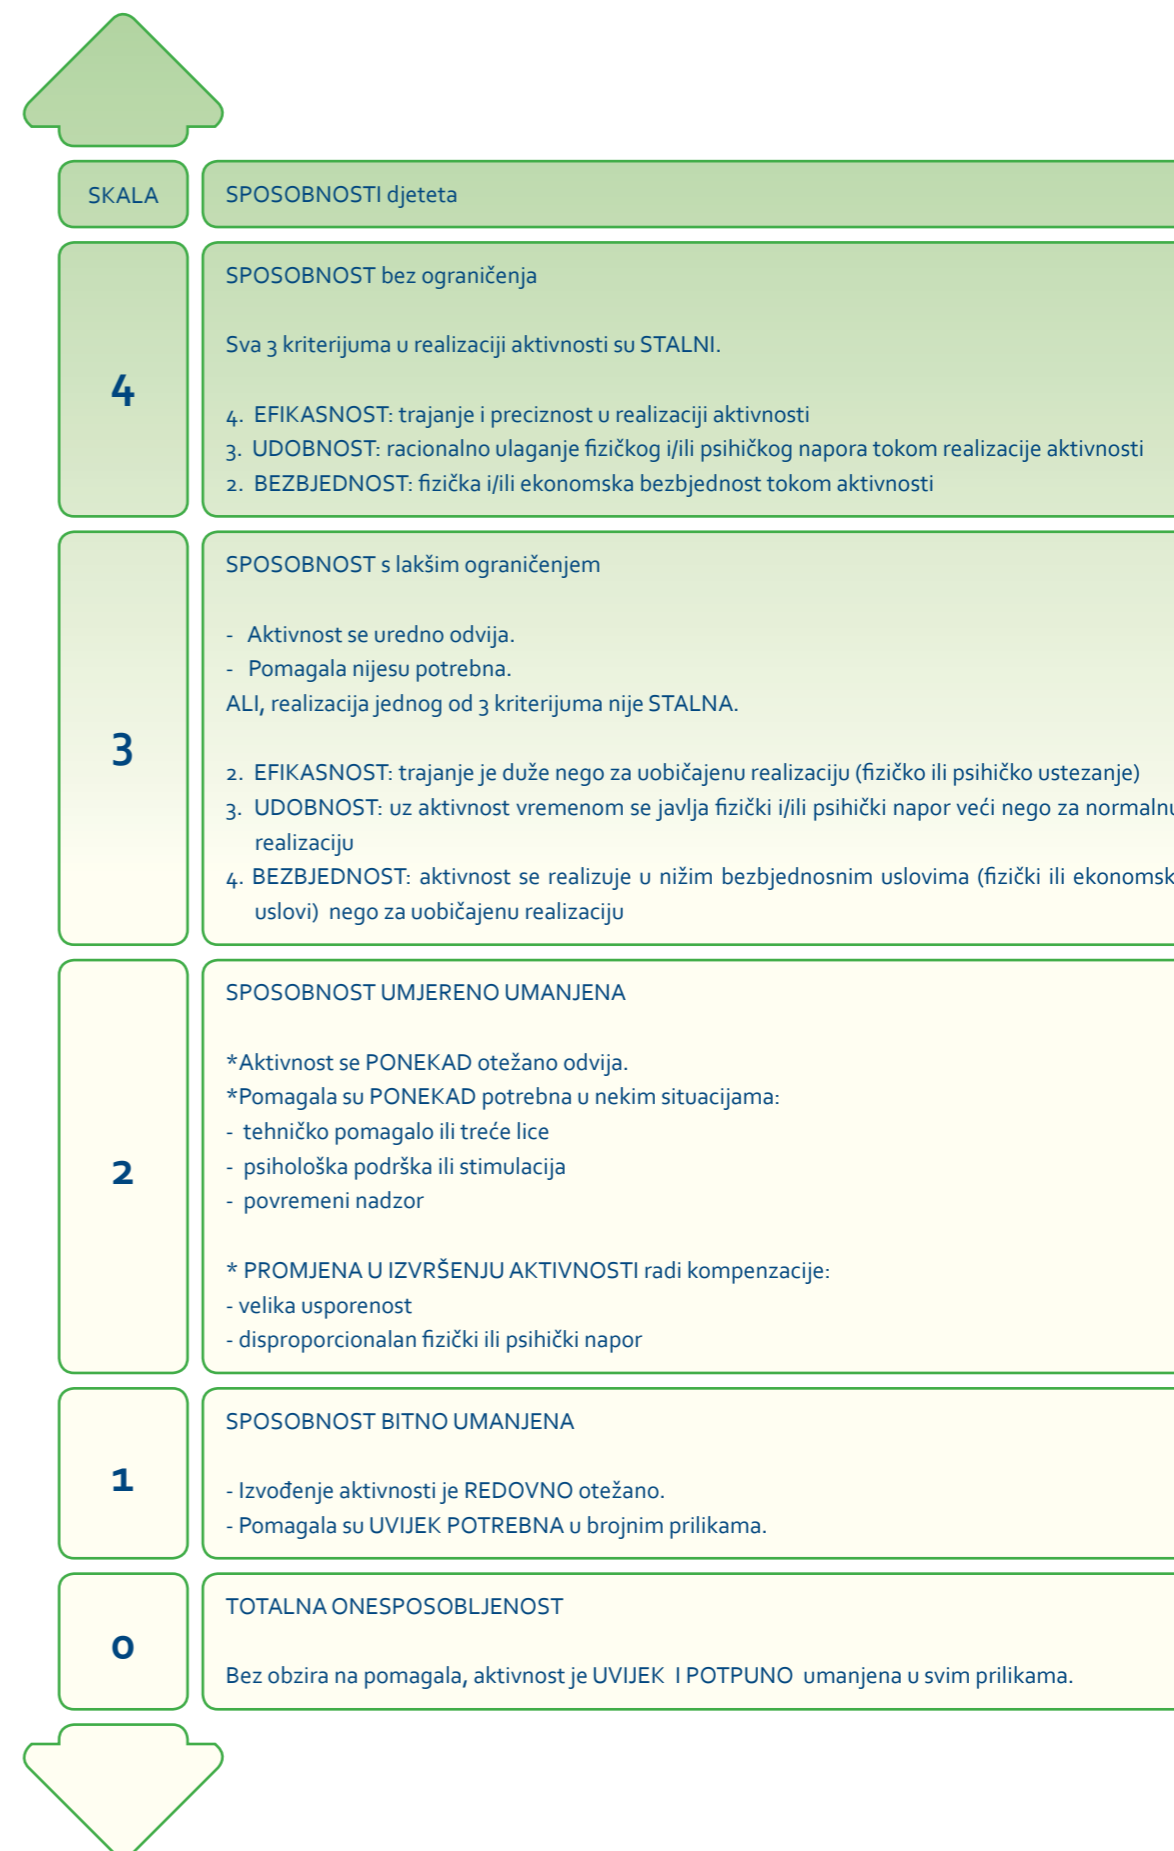 SKALA
SPOSOBNOSTI djeteta
4
SPOSOBNOST bez ograničenja
Sva 3 kriterijuma u realizaciji aktivnosti su STALNI.
4. EFIKASNOST: trajanje i preciznost u realizaciji aktivnosti
3. UDOBNOST: racionalno ulaganje fizičkog i/ili psihičkog napora tokom realizacije aktivnosti
2. BEZBJEDNOST: fizička i/ili ekonomska bezbjednost tokom aktivnosti
3
SPOSOBNOST s lakšim ograničenjem
- Aktivnost se uredno odvija.
- Pomagala nijesu potrebna.
ALI, realizacija jednog od 3 kriterijuma nije STALNA.
2. EFIKASNOST: trajanje je duže nego za uobičajenu realizaciju (fizičko ili psihičko ustezanje)
3. UDOBNOST: uz aktivnost vremenom se javlja fizički i/ili psihički napor veći nego za normalnu
realizaciju
4. BEZBJEDNOST: aktivnost se realizuje u nižim bezbjednosnim uslovima (fizički ili ekonomsk
uslovi) nego za uobičajenu realizaciju
2
SPOSOBNOST UMJERENO UMANJENA
*Aktivnost se PONEKAD otežano odvija.
*Pomagala su PONEKAD potrebna u nekim situacijama:
- tehničko pomagalo ili treće lice
- psihološka podrška ili stimulacija
- povremeni nadzor
* PROMJENA U IZVRŠENJU AKTIVNOSTI radi kompenzacije:
- velika usporenost
- disproporcionalan fizički ili psihički napor
1
SPOSOBNOST BITNO UMANJENA
- Izvođenje aktivnosti je REDOVNO otežano.
- Pomagala su UVIJEK POTREBNA u brojnim prilikama.
0
TOTALNA ONESPOSOBLJENOST
Bez obzira na pomagala, aktivnost je UVIJEK I POTPUNO umanjena u svim prilikama.